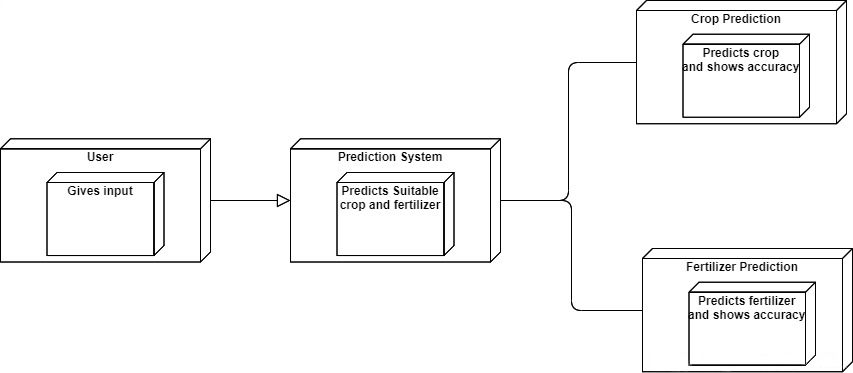 Crop Prediction
Predicts crop
and shows accuracy
User
Gives input
Prediction System
Predicts Suitable
crop and fertilizer
Fertilizer Prediction
Predicts fertilizer
and shows accuracy